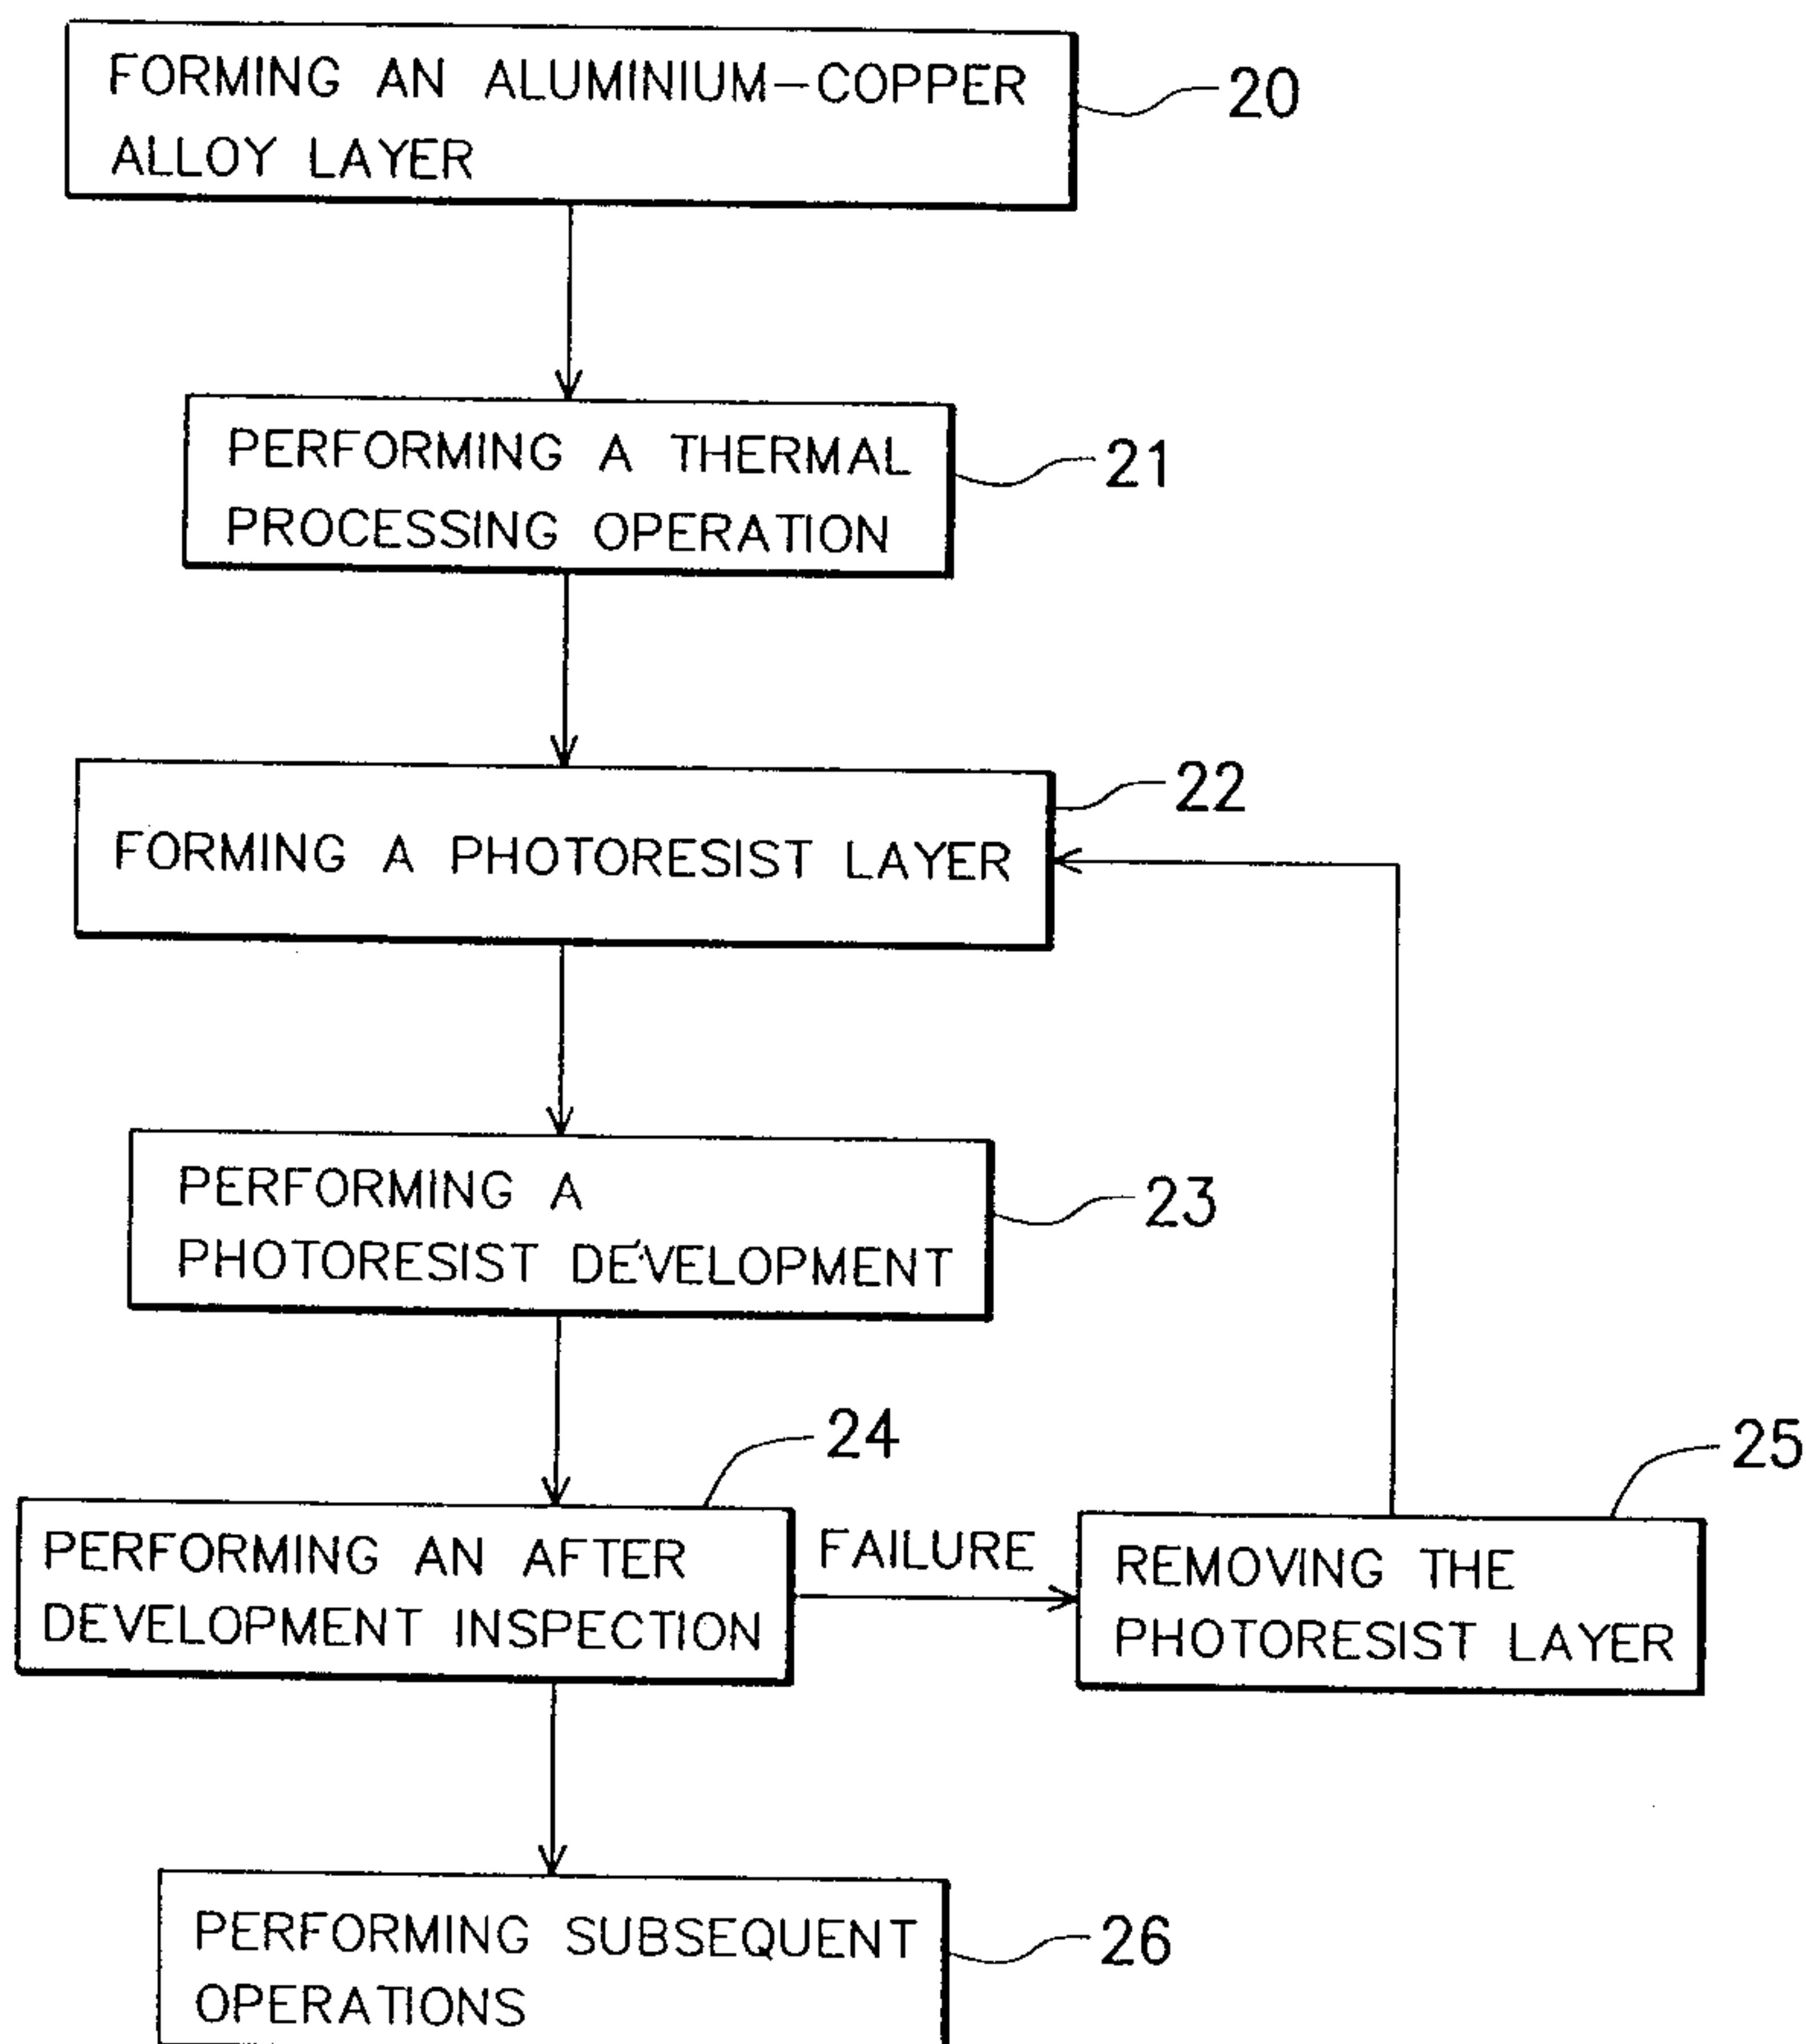 FORMING AN ALUMINIUM-COPPER
ALLOY LAYER
20
PERFORMING A THERMAL
PROCESSING OPERATION
21
22
FORMING A PHOTORESIST LAYER
PERFORMING A
PHOTORESIST DEVELOPMENT
23
24
PERFORMING AN AFTER
DEVELOPMENT INSPECTION
FAILURE
25
REMOVING THE
PHOTORESIST LAYER
PERFORMING SUBSEQUENT
OPERATIONS
26